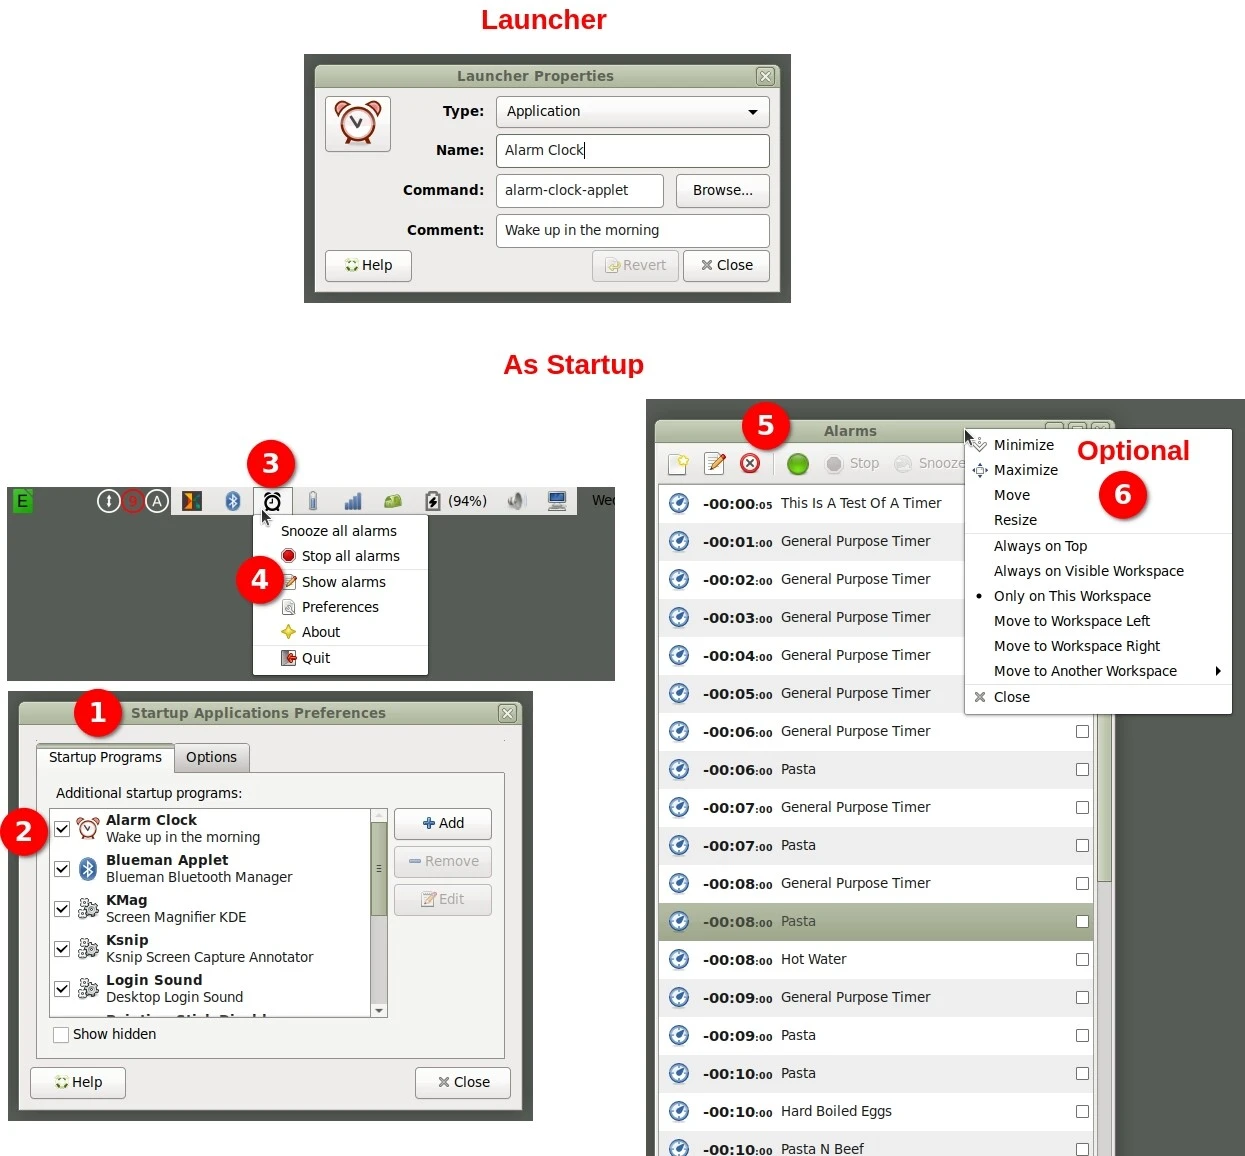 Launcher
Launcher Properties
Type: Application
Name: Alarm Clock
Command: alarm-clock-applet Browse...
Comment: Wake up in the morning
Help Revert Close
As Startup
3
E 9 A (94%) Wed
Snooze all alarms
Stop all alarms
4 Show alarms
Preferences
About
Quit
1 Startup Applications Preferences
Startup Programs Options
Additional startup programs:
2
Alarm Clock
Wake up in the morning
Blueman Applet
Blueman Bluetooth Manager
KMag
Screen Magnifier KDE
Ksnip
Ksnip Screen Capture Annotator
Login Sound
Desktop Login Sound
Add
Remove
Edit
Show hidden
Help Close
5 Alarms
Stop Snooze
-00:00:05 This Is A Test Of A Timer
-00:01:00 General Purpose Timer
-00:02:00 General Purpose Timer
-00:03:00 General Purpose Timer
-00:04:00 General Purpose Timer
-00:05:00 General Purpose Timer
-00:06:00 General Purpose Timer
-00:06:00 Pasta
-00:07:00 General Purpose Timer
-00:07:00 Pasta
-00:08:00 General Purpose Timer
-00:08:00 Pasta
-00:08:00 Hot Water
-00:09:00 General Purpose Timer
-00:09:00 Pasta
-00:10:00 Pasta
-00:10:00 Hard Boiled Eggs
-00:10:00 Pasta N Beef
Optional
6
Minimize
Maximize
Move
Resize
Always on Top
Always on Visible Workspace
Only on This Workspace
Move to Workspace Left
Move to Workspace Right
Move to Another Workspace
Close